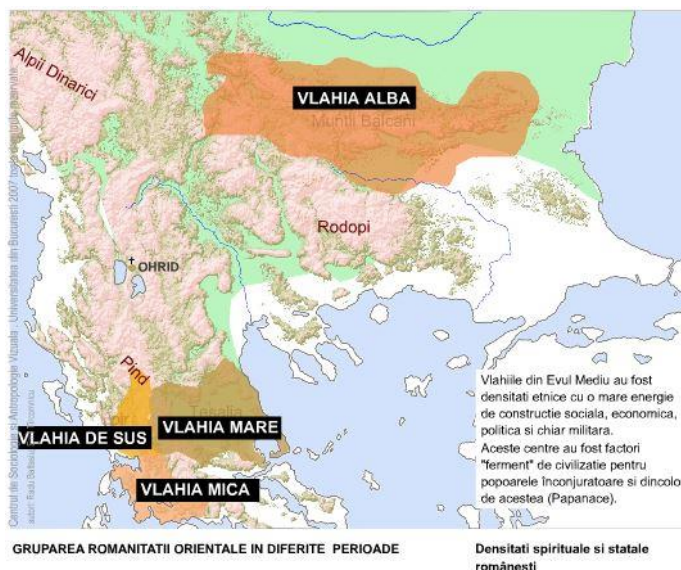 Alpii Dinarici
VLAHIA ALBA
Muntii Balcani
Rodopi
OHRID
Pind
Tesalia
VLAHIA DE SUS
VLAHIA MARE
VLAHIA MICA
Vlahiile din Evul Mediu au fost
densitati etnice cu o mare energie
de constructie sociala, economica,
politica si chiar militara.
Aceste centre au fost factori
"ferment" de civilizatie pentru
popoarele înconjuratoare si dincolo
de acestea (Papanace).
Centrul de Sociologie si Antropologie Vizuala, Universitatea din Bucuresti 2007
GRUPAREA ROMANITATII ORIENTALE IN DIFERITE PERIOADE
Densitati spirituale si statale
românesti